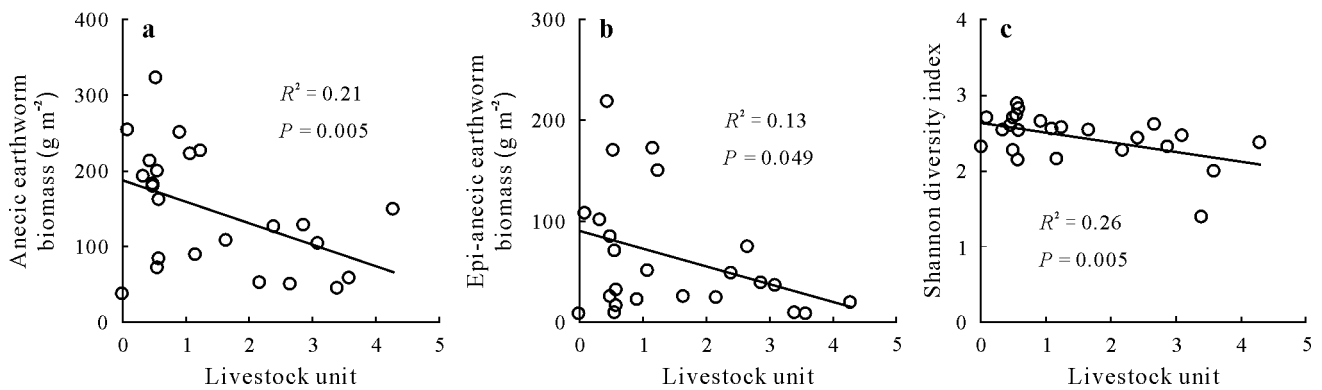 a
Anecic earthworm
biomass (g m⁻²)
400
300
200
100
0
R² = 0.21
P = 0.005
0 1 2 3 4 5
Livestock unit
b
Epi-anecic earthworm
biomass (g m⁻²)
300
200
100
0
R² = 0.13
P = 0.049
0 1 2 3 4 5
Livestock unit
c
Shannon diversity index
4
3
2
1
0
R² = 0.26
P = 0.005
0 1 2 3 4 5
Livestock unit